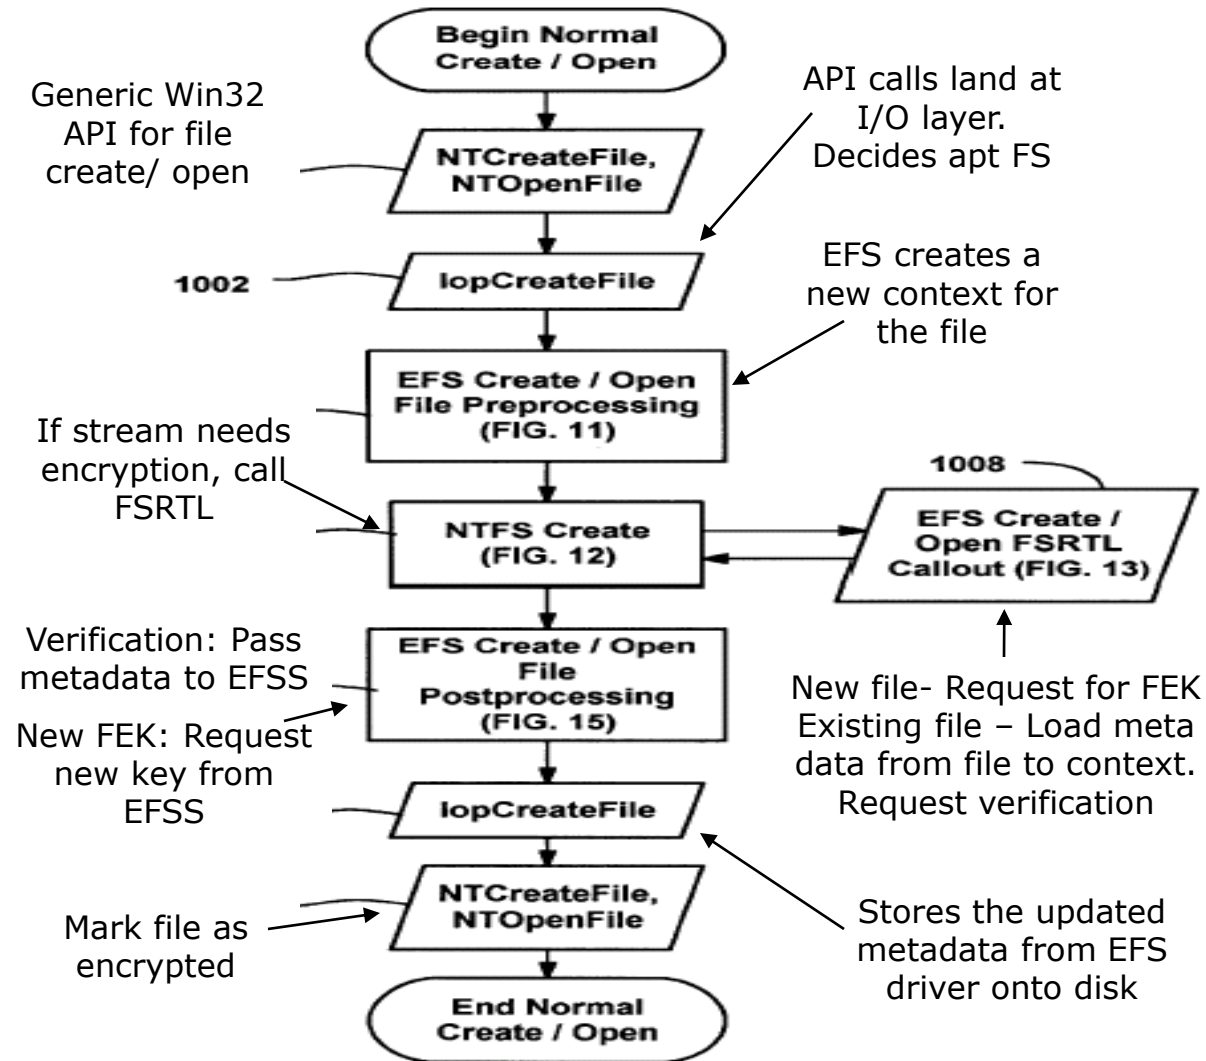 Begin Normal
Create / Open
Generic Win32
API for file
create/ open
API calls land at
I/O layer.
Decides apt FS
NTCreateFile,
NTOpenFile
1002
IopCreateFile
EFS creates a
new context for
the file
EFS Create / Open
File Preprocessing
(FIG. 11)
If stream needs
encryption, call
FSRTL
NTFS Create
(FIG. 12)
1008
EFS Create /
Open FSRTL
Callout (FIG. 13)
Verification: Pass
metadata to EFSS
New FEK: Request
new key from
EFSS
EFS Create / Open
File
Postprocessing
(FIG. 15)
New file- Request for FEK
Existing file – Load meta
data from file to context.
Request verification
IopCreateFile
NTCreateFile,
NTOpenFile
Mark file as
encrypted
Stores the updated
metadata from EFS
driver onto disk
End Normal
Create / Open